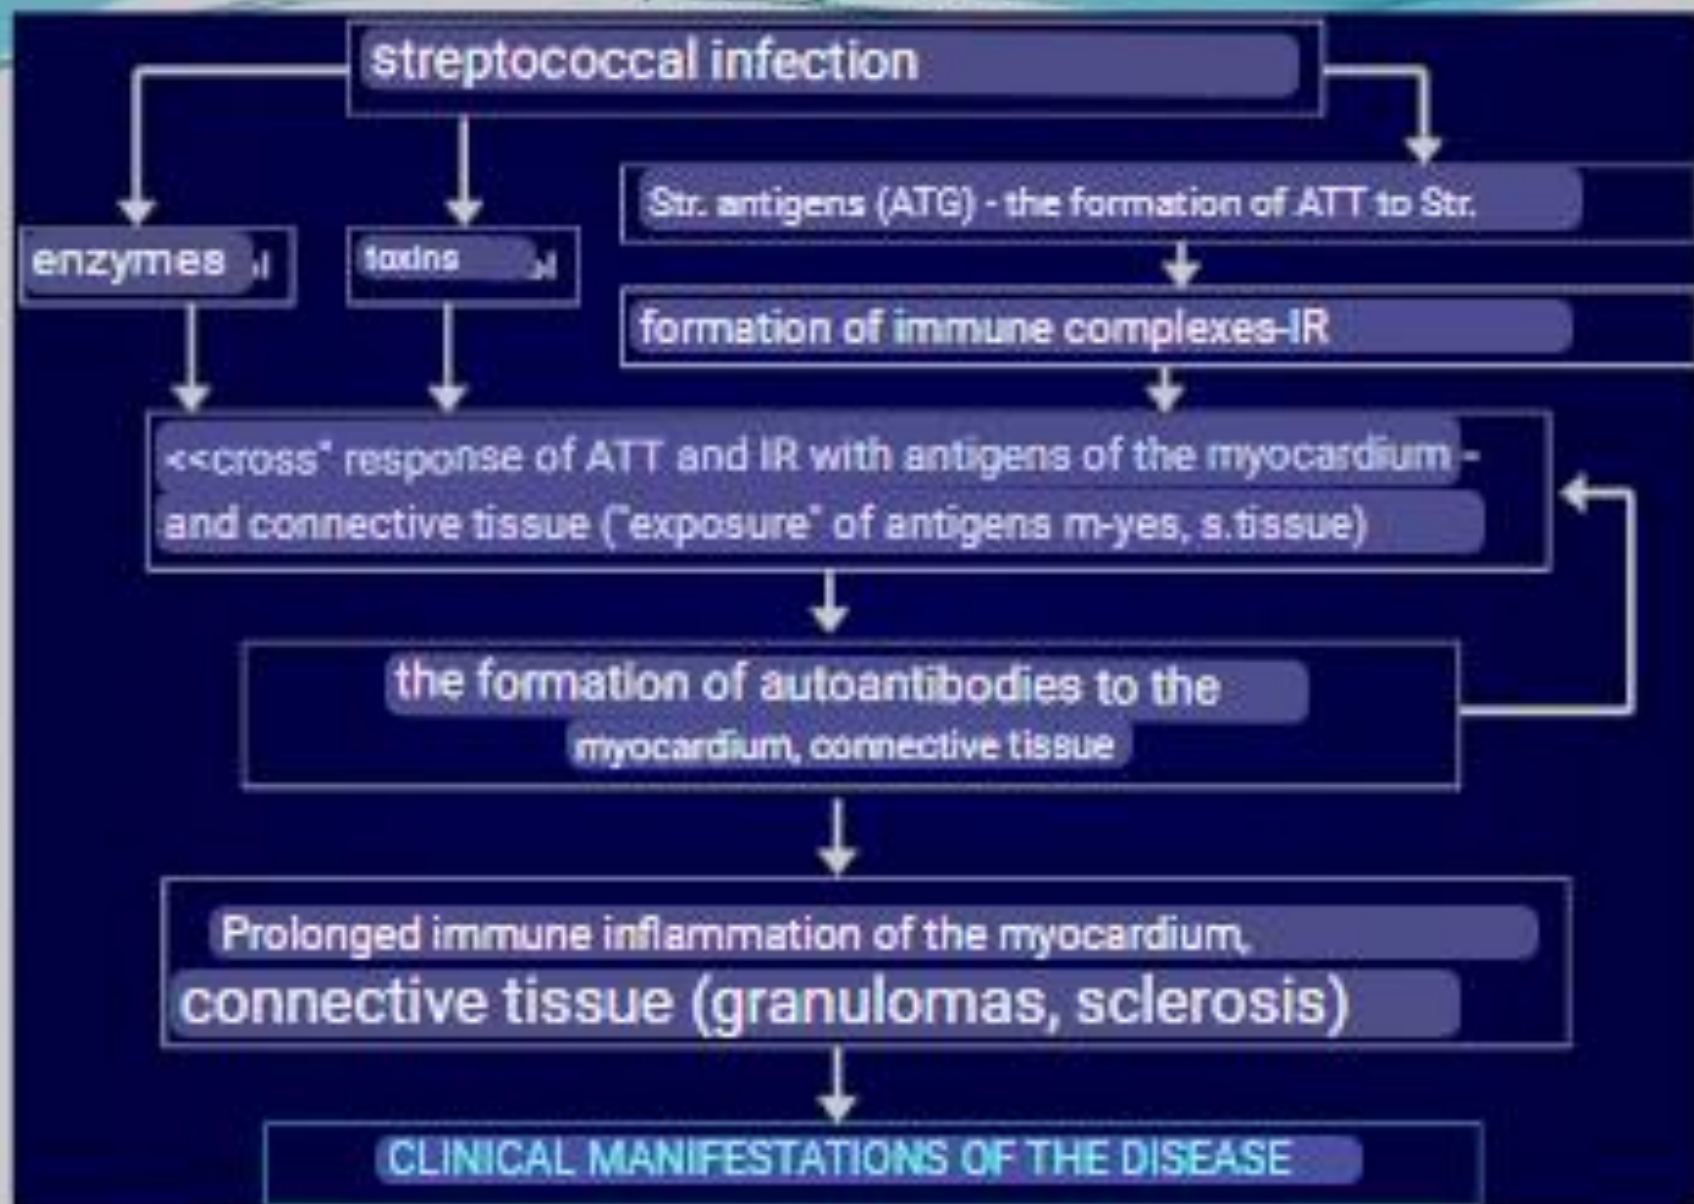 streptococcal infection
Str. antigens (ATG) - the formation of ATT to Str.
enzymes
toxins
formation of immune complexes-IR
<<cross" response of ATT and IR with antigens of the myocardium -
and connective tissue ("exposure" of antigens m-yes, s.tissue)
the formation of autoantibodies to the
myocardium, connective tissue
Prolonged immune inflammation of the myocardium,
connective tissue (granulomas, sclerosis)
CLINICAL MANIFESTATIONS OF THE DISEASE